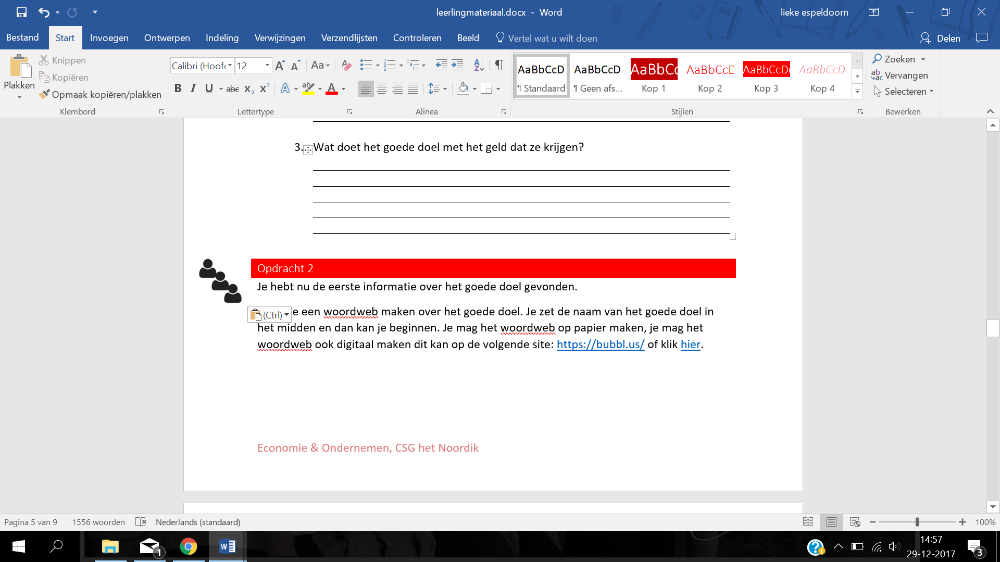 leerlingmateriaal.docx - Word
lieke espeldoorn
Bestand Start Invoegen Ontwerpen Indeling Verwijzingen Verzendlijsten Controleren Beeld Vertel wat u wilt doen Delen
Plakken
Knippen
Kopiëren
Opmaak kopiëren/plakken
Klembord
Calibri (Hoof 12
Lettertype
Alinea
AaBbCcD AaBbCcD AaBbCc AaBbCcD AaBbCcDc AaBbCcD
¶ Standaard ¶ Geen afs... Kop 1 Kop 2 Kop 3 Kop 4
Stijlen
Zoeken
Vervangen
Selecteren
Bewerken
3. Wat doet het goede doel met het geld dat ze krijgen?
Opdracht 2
Je hebt nu de eerste informatie over het goede doel gevonden.
(Ctrl) e een woordweb maken over het goede doel. Je zet de naam van het goede doel in
het midden en dan kan je beginnen. Je mag het woordweb op papier maken, je mag het
woordweb ook digitaal maken dit kan op de volgende site: https://bubbl.us/ of klik hier.
Economie & Ondernemen, CSG het Noordik
Pagina 5 van 9 1556 woorden Nederlands (standaard) 100%
1
14:57
29-12-2017
3